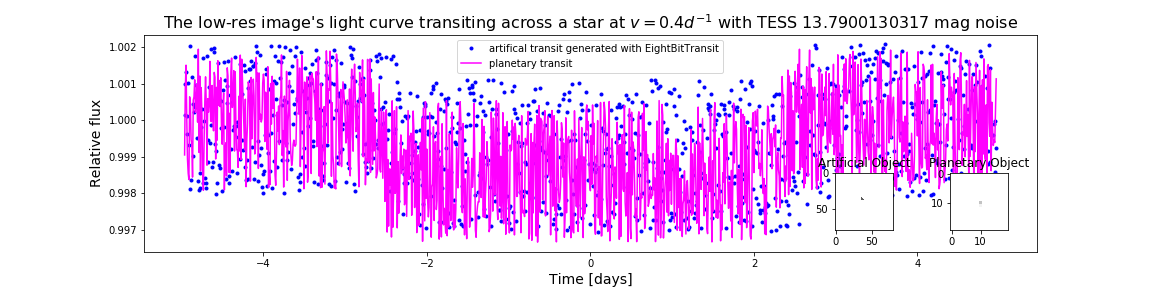 The low-res image's light curve transiting across a star at v = 0.4d⁻¹ with TESS 13.7900130317 mag noise
artifical transit generated with EightBitTransit
planetary transit
Relative flux
1.002
1.001
1.000
0.999
0.998
0.997
Artificial Object
Planetary Object
0
50
0 50
0
10
0 10
−4 −2 0 2 4
Time [days]